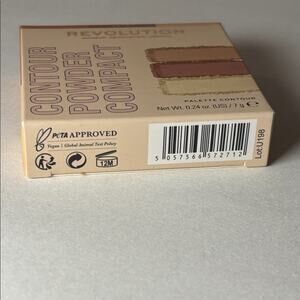 REVOLUTION
CONTOUR
POWDER
COMPACT
PALETTE CONTOUR
Net Wt. 0.24 oz. (US) / 7 g e
PETA APPROVED
Vegan | Global Animal Test Policy
12M
5 057566 572712
Lot:U198